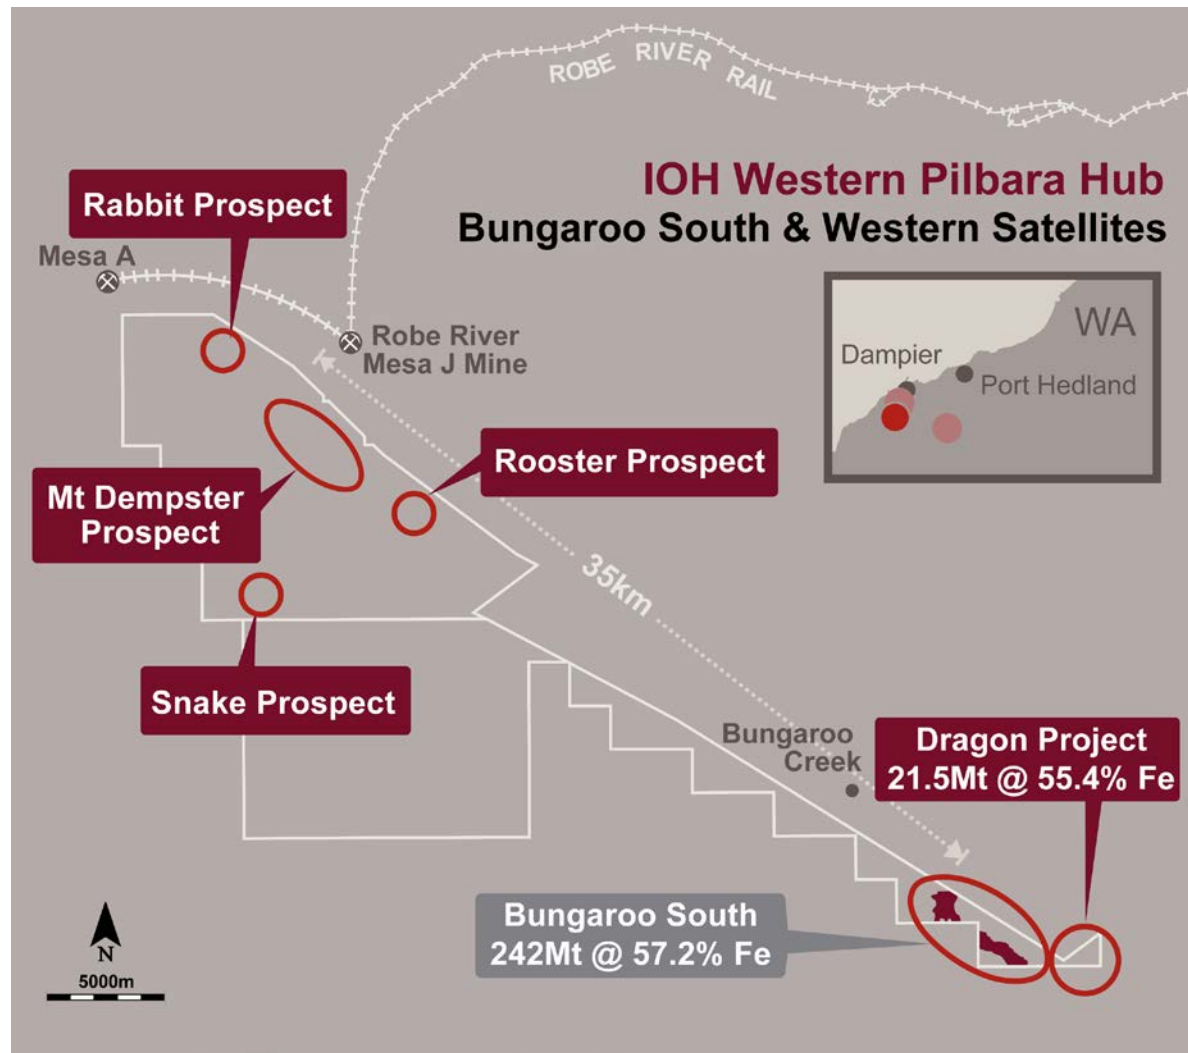 ROBE RIVER RAIL
IOH Western Pilbara Hub
Bungaroo South & Western Satellites
Rabbit Prospect
Mesa A
Robe River
Mesa J Mine
WA
Dampier
Port Hedland
Rooster Prospect
Mt Dempster
Prospect
35km
Snake Prospect
Bungaroo
Creek
Dragon Project
21.5Mt @ 55.4% Fe
Bungaroo South
242Mt @ 57.2% Fe
N
5000m